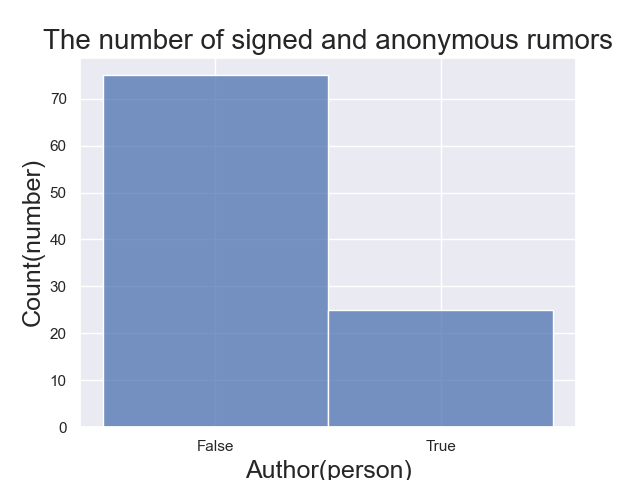 The number of signed and anonymous rumors
Count(number)
70
60
50
40
30
20
10
0
False True
Author(person)